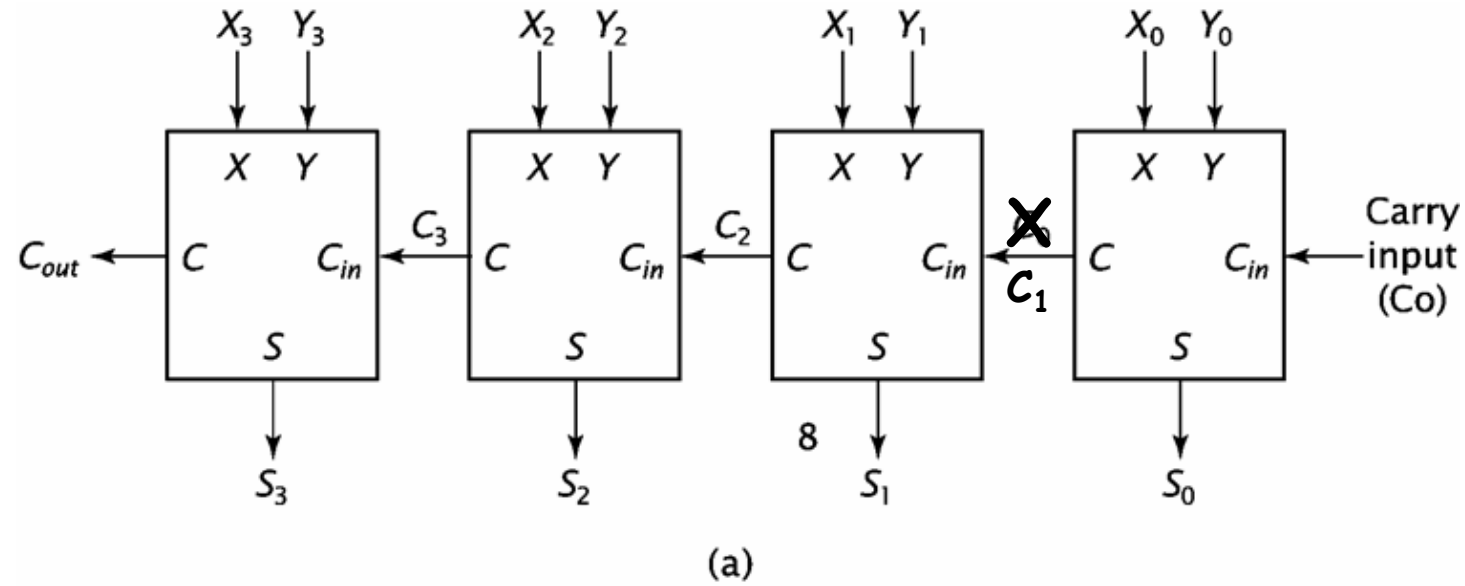 X3 Y3 X2 Y2 X1 Y1 X0 Y0
X Y X Y X Y X Y
Cout C C3 Cin C C2 Cin C Cin C Cin Carry input (Co)
C1
S S S S
8
S3 S2 S1 S0
(a)